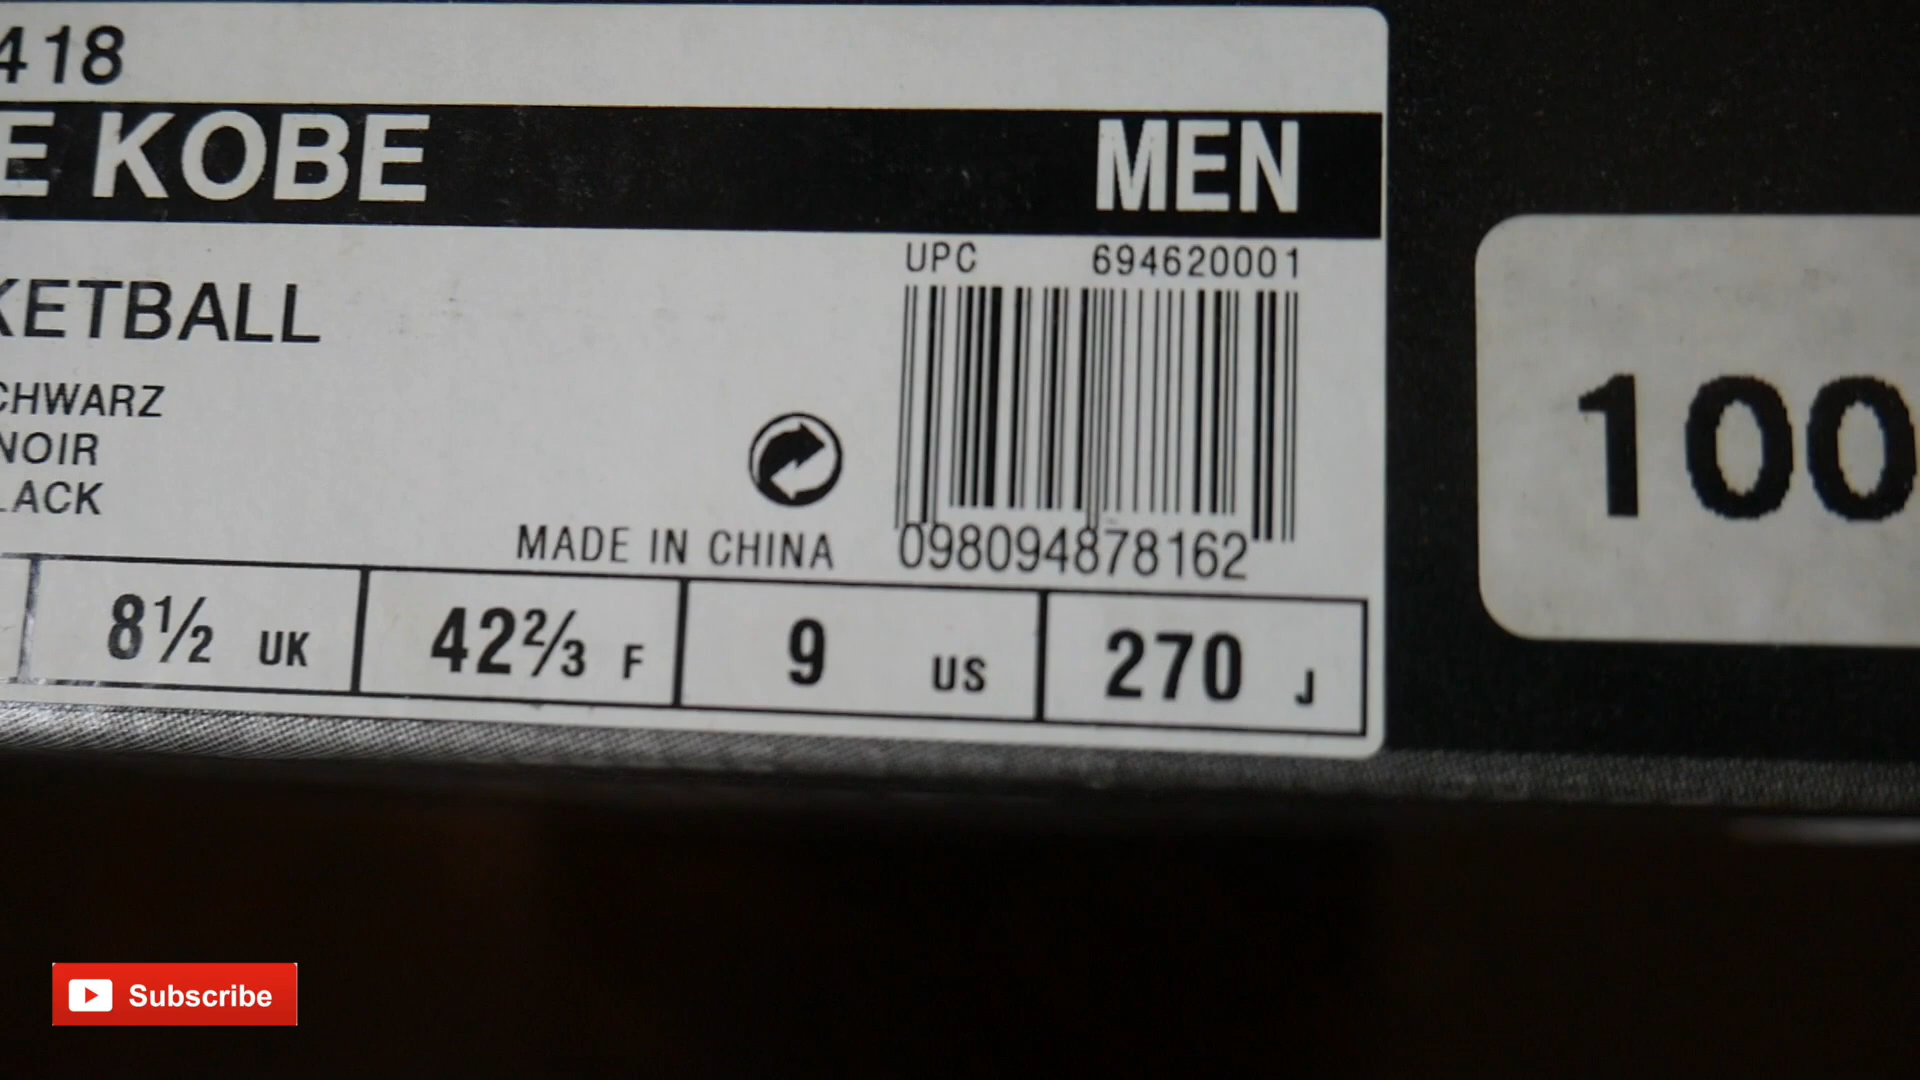 418
E KOBE MEN
UPC 694620001
KETBALL
CHWARZ
NOIR
LACK
MADE IN CHINA 098094878162
8½ UK 42⅔ F 9 US 270 J
100
Subscribe